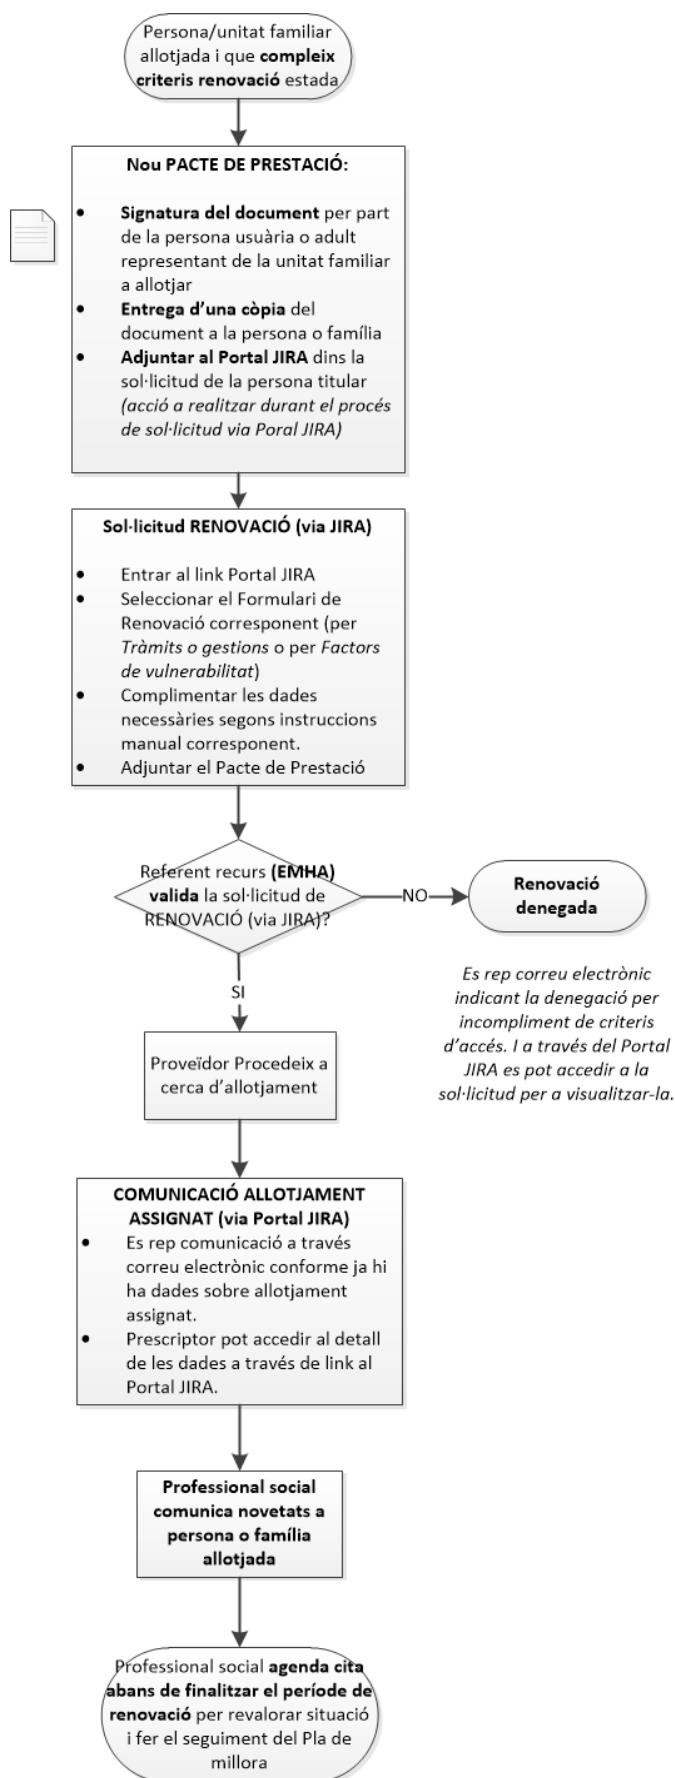 Persona/unitat familiar
allotjada i que compleix
criteris renovació estada
Nou PACTE DE PRESTACIÓ:
• Signatura del document per part
de la persona usuària o adult
representant de la unitat familiar
a allotjar
• Entrega d'una còpia del
document a la persona o família
• Adjuntar al Portal JIRA dins la
sol·licitud de la persona titular
(acció a realitzar durant el procés
de sol·licitud via Poral JIRA)
Sol·licitud RENOVACIÓ (via JIRA)
• Entrar al link Portal JIRA
• Seleccionar el Formulari de
Renovació corresponent (per
Tràmits o gestions o per Factors
de vulnerabilitat)
• Complimentar les dades
necessàries segons instruccions
manual corresponent.
• Adjuntar el Pacte de Prestació
Referent recurs (EMHA)
valida la sol·licitud de
RENOVACIÓ (via JIRA)?
NO
Renovació
denegada
Es rep correu electrònic
indicant la denegació per
incompliment de criteris
d'accés. I a través del Portal
JIRA es pot accedir a la
sol·licitud per a visualitzar-la.
SI
Proveïdor Procedeix a
cerca d'allotjament
COMUNICACIÓ ALLOTJAMENT
ASSIGNAT (via Portal JIRA)
• Es rep comunicació a través
correu electrònic conforme ja hi
ha dades sobre allotjament
assignat.
• Prescriptor pot accedir al detall
de les dades a través de link al
Portal JIRA.
Professional social
comunica novetats a
persona o família
allotjada
Professional social agenda cita
abans de finalitzar el període de
renovació per revalorar situació
i fer el seguiment del Pla de
millora